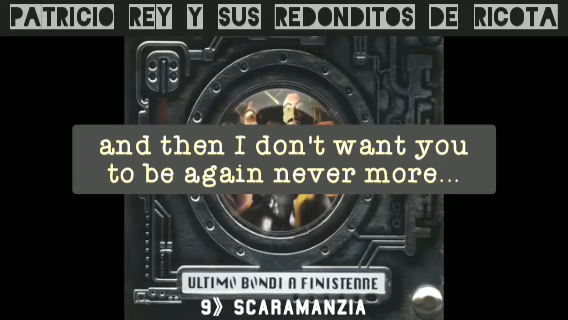 PATRICIO REY Y SUS REDONDITOS DE RICOTA
and then I don't want you
to be again never more...
ULTIMO BONDI A FINISTERRE
9》 SCARAMANZIA